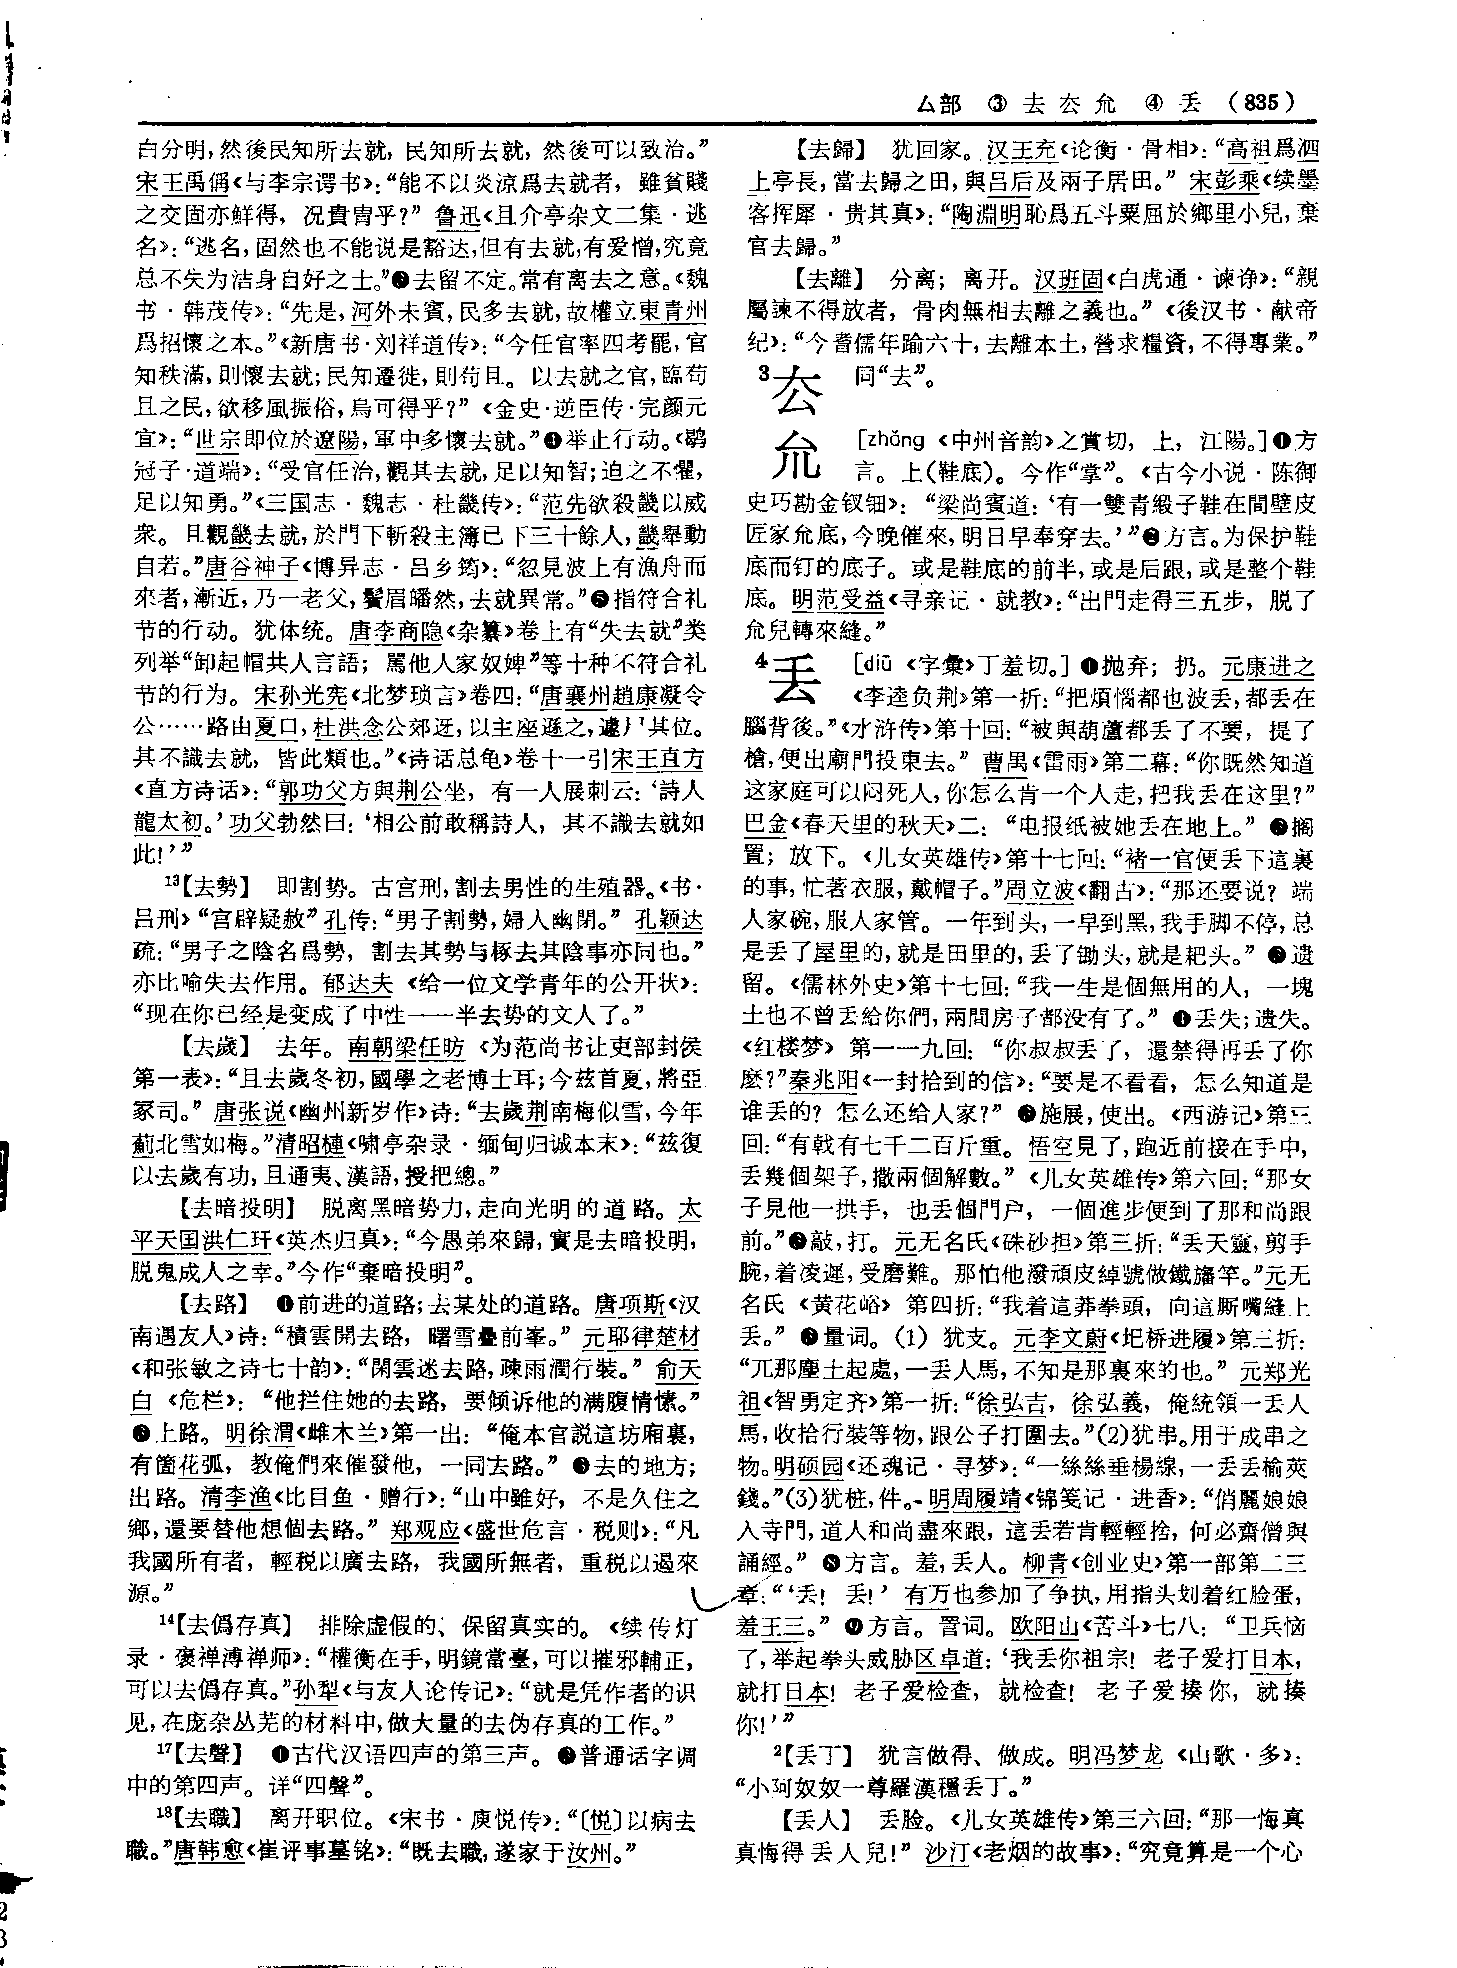 厶部 ③去厺㐬 ④丢 (835)
白分明，然後民知所去就，民知所去就，然後可以致治。”
宋王禹偁《与李宗谔书》：“能不以炎涼爲去就者，雖貧賤
之交固亦鮮得，況貴冑乎？” 鲁迅《且介亭杂文二集·逃
名》：“逃名，固然也不能说是豁达，但有去就，有爱憎，究竟
总不失为洁身自好之士。”❸去留不定。常有离去之意。《魏
书·韩茂传》：“先是，河外未賓，民多去就，故權立東青州
爲招懷之本。”《新唐书·刘祥道传》：“今任官率四考罷，官
知秩滿，則懷去就；民知遷徙，則苟且。以去就之官，臨苟
且之民，欲移風振俗，烏可得乎？”《金史·逆臣传·完颜元
宜》：“世宗即位於遼陽，軍中多懷去就。”❹举止行动。《鹖
冠子·道端》：“受官任治，觀其去就，足以知智；迫之不懼，
足以知勇。”《三国志·魏志·杜畿传》：“范先欲殺畿以威
衆。且觀畿去就，於門下斬殺主簿已下三十餘人，畿舉動
自若。”唐谷神子《博异志·吕乡筠》：“忽見波上有漁舟而
來者，漸近，乃一老父，鬢眉皤然，去就異常。”❺指符合礼
节的行动。犹体统。唐李商隐《杂纂》卷上有“失去就”类
列举“卸起帽共人言語；罵他人家奴婢”等十种不符合礼
节的行为。宋孙光宪《北梦琐言》卷四：“唐襄州趙康凝令
公……路由夏口，杜洪念公郊迓，以主座遜之，遽尸其位。
其不識去就，皆此類也。”《诗话总龟》卷十一引宋王直方
《直方诗话》：“郭功父方與荆公坐，有一人展刺云：‘詩人
龍太初。’功父勃然曰：‘相公前敢稱詩人，其不識去就如
此！’”
13【去勢】 即割势。古宫刑，割去男性的生殖器。《书·
吕刑》“宫辟疑赦”孔传：“男子割勢，婦人幽閉。”孔颖达
疏：“男子之陰名爲勢，割去其勢与椓去其陰事亦同也。”
亦比喻失去作用。郁达夫《给一位文学青年的公开状》：
“现在你已经是变成了中性——半去势的文人了。”
【去歲】 去年。南朝梁任昉《为范尚书让吏部封侯
第一表》：“且去歲冬初，國學之老博士耳；今兹首夏，將亞
冢司。”唐张说《幽州新岁作》诗：“去歲荆南梅似雪，今年
薊北雪如梅。”清昭槤《啸亭杂录·缅甸归诚本末》：“兹復
以去歲有功，且通夷、漢語，授把總。”
【去暗投明】 脱离黑暗势力，走向光明的道路。太
平天国洪仁玕《英杰归真》：“今愚弟來歸，實是去暗投明，
脱鬼成人之幸。”今作“棄暗投明”。
【去路】 ❶前进的道路；去某处的道路。唐项斯《汉
南遇友人》诗：“積雲開去路，曙雪疊前峯。” 元耶律楚材
《和张敏之诗七十韵》：“閑雲迷去路，疎雨潤行裝。” 俞天
白《危栏》：“他拦住她的去路，要倾诉他的满腹情愫。”
❷上路。明徐渭《雌木兰》第一出：“俺本官説這坊廂裏，
有箇花弧，教俺們來催發他，一同去路。”❸去的地方；
出路。清李渔《比目鱼·赠行》：“山中雖好，不是久住之
鄉，還要替他想個去路。” 郑观应《盛世危言·税则》：“凡
我國所有者，輕税以廣去路，我國所無者，重税以遏來
源。”
14【去僞存真】 排除虚假的、保留真实的。《续传灯
录·褒禅溥禅师》：“權衡在手，明鏡當臺，可以摧邪輔正，
可以去僞存真。”孙犁《与友人论传记》：“就是凭作者的识
见，在庞杂丛芜的材料中，做大量的去伪存真的工作。”
17【去聲】 ❶古代汉语四声的第三声。❷普通话字调
中的第四声。详“四聲”。
18【去職】 离开职位。《宋书·庾悦传》：“〔悦〕以病去
職。”唐韩愈《崔评事墓铭》：“既去職，遂家于汝州。”
【去歸】 犹回家。汉王充《论衡·骨相》：“高祖爲泗
上亭長，當去歸之田，與吕后及兩子居田。” 宋彭乘《续墨
客挥犀·贵其真》：“陶淵明恥爲五斗粟屈於鄉里小兒，棄
官去歸。”
【去離】 分离；离开。汉班固《白虎通·谏诤》：“親
屬諫不得放者，骨肉無相去離之義也。”《後汉书·献帝
纪》：“今耆儒年踰六十，去離本土，營求糧資，不得專業。”
3厺 同“去”。
㐬 [zhǎng《中州音韵》之賞切，上，江陽。]❶方
言。上(鞋底)。今作“掌”。《古今小说·陈御
史巧勘金钗钿》：“梁尚賓道：‘有一雙青緞子鞋在間壁皮
匠家㐬底，今晚催來，明日早奉穿去。’”❷方言。为保护鞋
底而钉的底子。或是鞋底的前半，或是后跟，或是整个鞋
底。明范受益《寻亲记·就教》：“出門走得三五步，脱了
㐬兒轉來縫。”
4丢 [diū《字彙》丁羞切。]❶抛弃；扔。元康进之
《李逵负荆》第一折：“把煩惱都也波丢，都丢在
腦背後。”《水浒传》第十回：“被與葫蘆都丢了不要，提了
槍，便出廟門投東去。” 曹禺《雷雨》第二幕：“你既然知道
这家庭可以闷死人，你怎么肯一个人走，把我丢在这里？”
巴金《春天里的秋天》二：“电报纸被她丢在地上。”❷搁
置；放下。《儿女英雄传》第十七回：“褚一官便丢下這裏
的事，忙著衣服，戴帽子。”周立波《翻古》：“那还要说？端
人家碗，服人家管。一年到头，一早到黑，我手脚不停，总
是丢了屋里的，就是田里的，丢了锄头，就是耙头。”❸遗
留。《儒林外史》第十七回：“我一生是個無用的人，一塊
土也不曾丢給你們，兩間房子都没有了。”❹丢失；遗失。
《红楼梦》第一一九回：“你叔叔丢了，還禁得再丢了你
麽？”秦兆阳《一封拾到的信》：“要是不看看，怎么知道是
谁丢的？怎么还给人家？”❺施展，使出。《西游记》第三
回：“有戟有七千二百斤重。悟空見了，跑近前接在手中，
丢幾個架子，撒兩個解數。”《儿女英雄传》第六回：“那女
子見他一拱手，也丢個門户，一個進步便到了那和尚跟
前。”❻敲，打。元无名氏《硃砂担》第三折：“丢天靈，剪手
腕，着凌遲，受磨難。那怕他潑頑皮綽號做鐵旛竿。”元无
名氏《黄花峪》第四折：“我着這莽拳頭，向這厮嘴縫上
丢。”❼量词。(1)犹支。元李文蔚《圯桥进履》第三折：
“兀那塵土起處，一丢人馬，不知是那裏來的也。” 元郑光
祖《智勇定齐》第一折：“徐弘吉，徐弘義，俺統領一丢人
馬，收拾行裝等物，跟公子打圍去。”(2)犹串。用于成串之
物。明硕园《还魂记·寻梦》：“一絲絲垂楊線，一丢丢榆莢
錢。”(3)犹桩，件。明周履靖《锦笺记·进香》：“俏麗娘娘
入寺門，道人和尚盡來跟，這丢若肯輕輕捨，何必齋僧與
誦經。”❽方言。羞，丢人。柳青《创业史》第一部第二三
章：“‘丢！丢！’有万也参加了争执，用指头划着红脸蛋，
羞王三。”❾方言。詈词。欧阳山《苦斗》七八：“卫兵恼
了，举起拳头威胁区卓道：‘我丢你祖宗！老子爱打日本，
就打日本！老子爱检查，就检查！老子爱揍你，就揍
你！’”
2【丢丁】 犹言做得、做成。明冯梦龙《山歌·多》：
“小阿奴奴一尊羅漢穩丢丁。”
【丢人】 丢脸。《儿女英雄传》第三六回：“那一悔真
真悔得丢人兒！” 沙汀《老烟的故事》：“究竟算是一个心